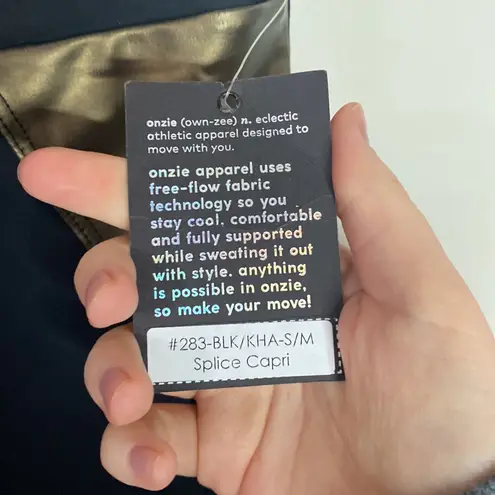 onzie (own-zee) n. eclectic
athletic apparel designed to
move with you.
onzie apparel uses
free-flow fabric
technology so you
stay cool. comfortable
and fully supported
while sweating it out
with style. anything
is possible in onzie,
so make your move!
#283-BLK/KHA-S/M
Splice Capri